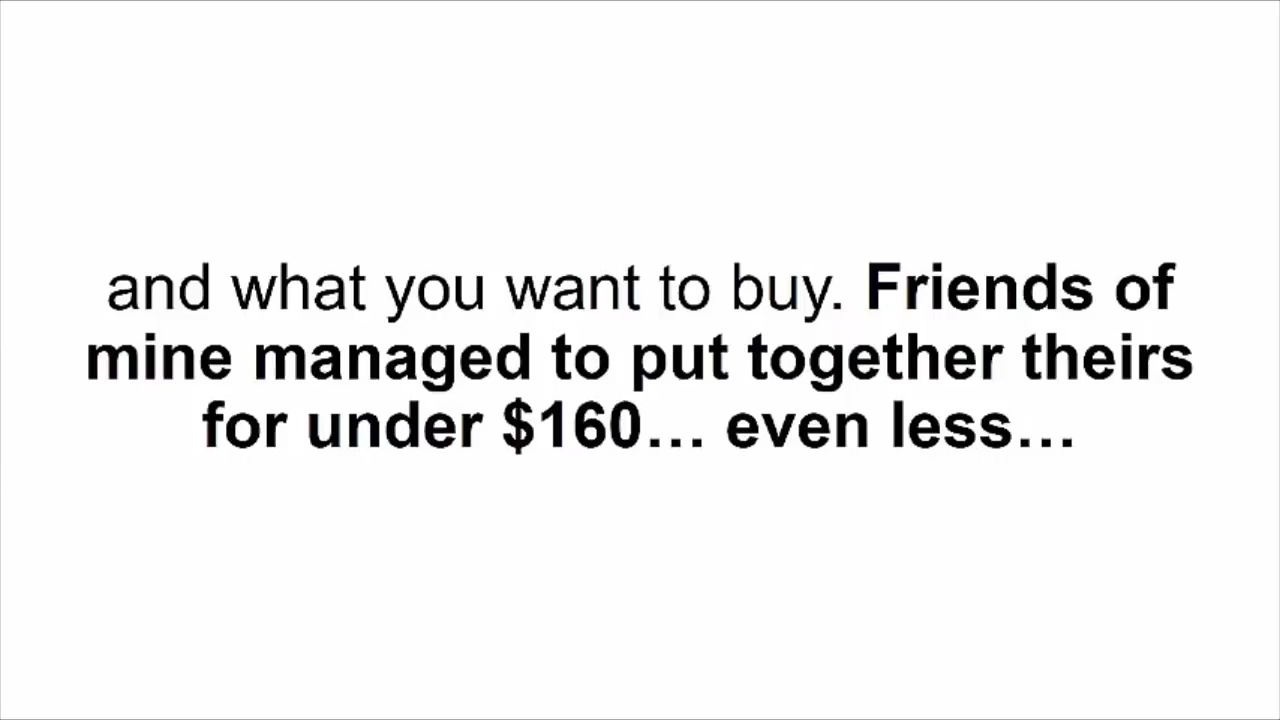 and what you want to buy. Friends of
mine managed to put together theirs
for under $160… even less…